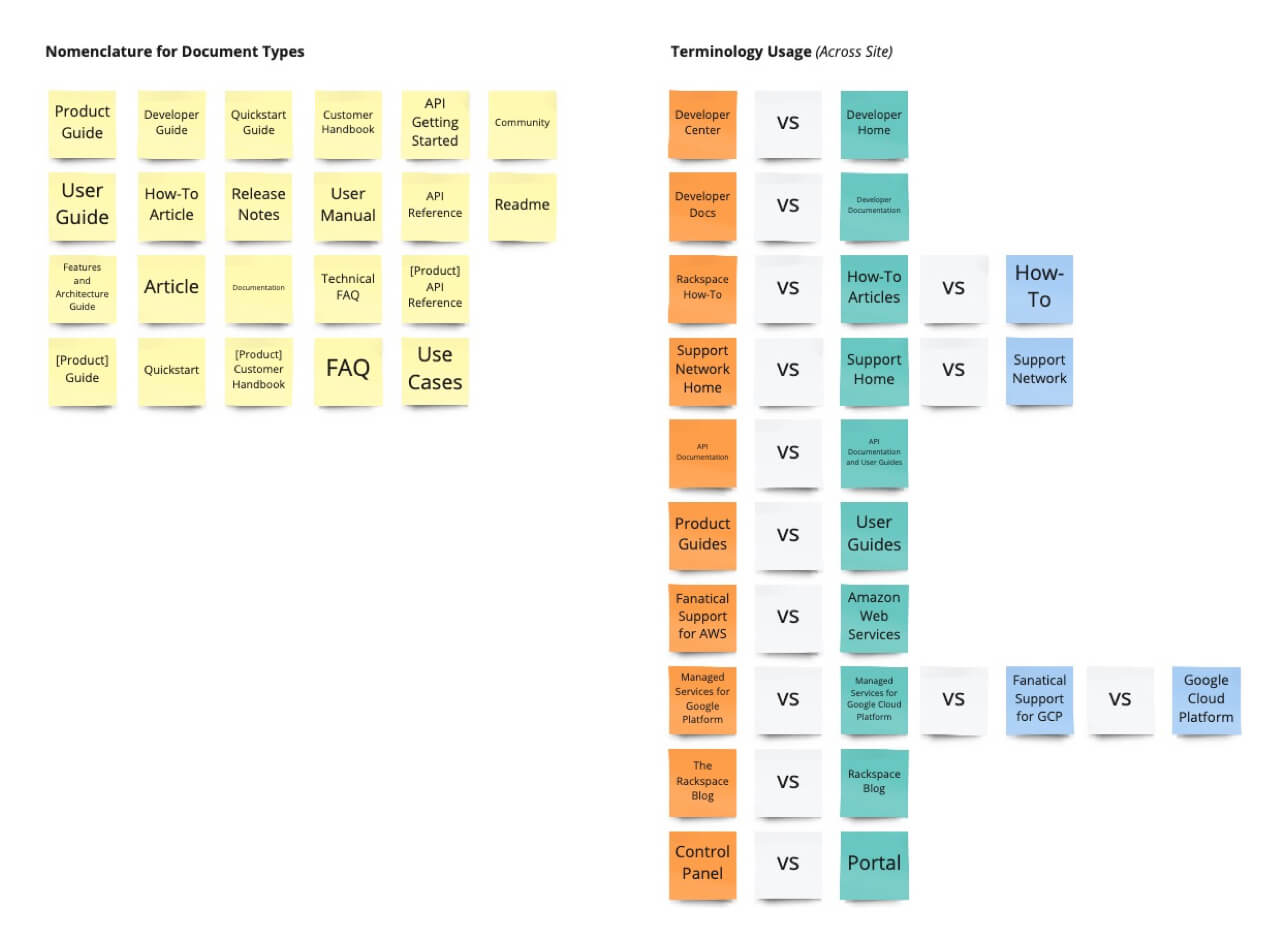 Nomenclature for Document Types
Product
Guide
Developer
Guide
Quickstart
Guide
Customer
Handbook
API
Getting
Started
Community
User
Guide
How-To
Article
Release
Notes
User
Manual
API
Reference
Readme
Features
and
Architecture
Guide
Article
Documentation
Technical
FAQ
[Product]
API
Reference
[Product]
Guide
Quickstart
[Product]
Customer
Handbook
FAQ
Use
Cases
Terminology Usage (Across Site)
Developer
Center
VS
Developer
Home
Developer
Docs
VS
Developer
Documentation
Rackspace
How-To
VS
How-To
Articles
VS
How-
To
Support
Network
Home
VS
Support
Home
VS
Support
Network
API
Documentation
VS
API
Documentation
and User Guides
Product
Guides
VS
User
Guides
Fanatical
Support
for AWS
VS
Amazon
Web
Services
Managed
Services for
Google
Platform
VS
Managed
Services for
Google Cloud
Platform
VS
Fanatical
Support
for GCP
VS
Google
Cloud
Platform
The
Rackspace
Blog
VS
Rackspace
Blog
Control
Panel
VS
Portal